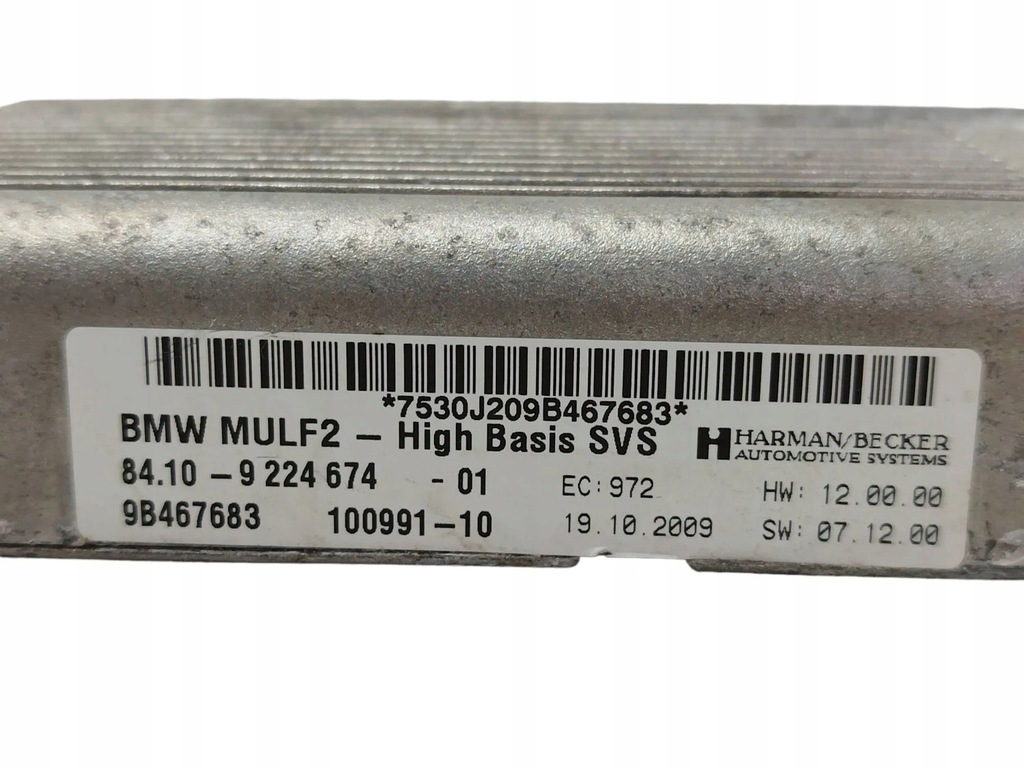 *7530J209B467683*
BMW MULF2 – High Basis SVS
HARMAN/BECKER
AUTOMOTIVE SYSTEMS
84.10 – 9 224 674 - 01
EC: 972
HW: 12.00.00
9B467683 100991–10
19.10.2009
SW: 07.12.00